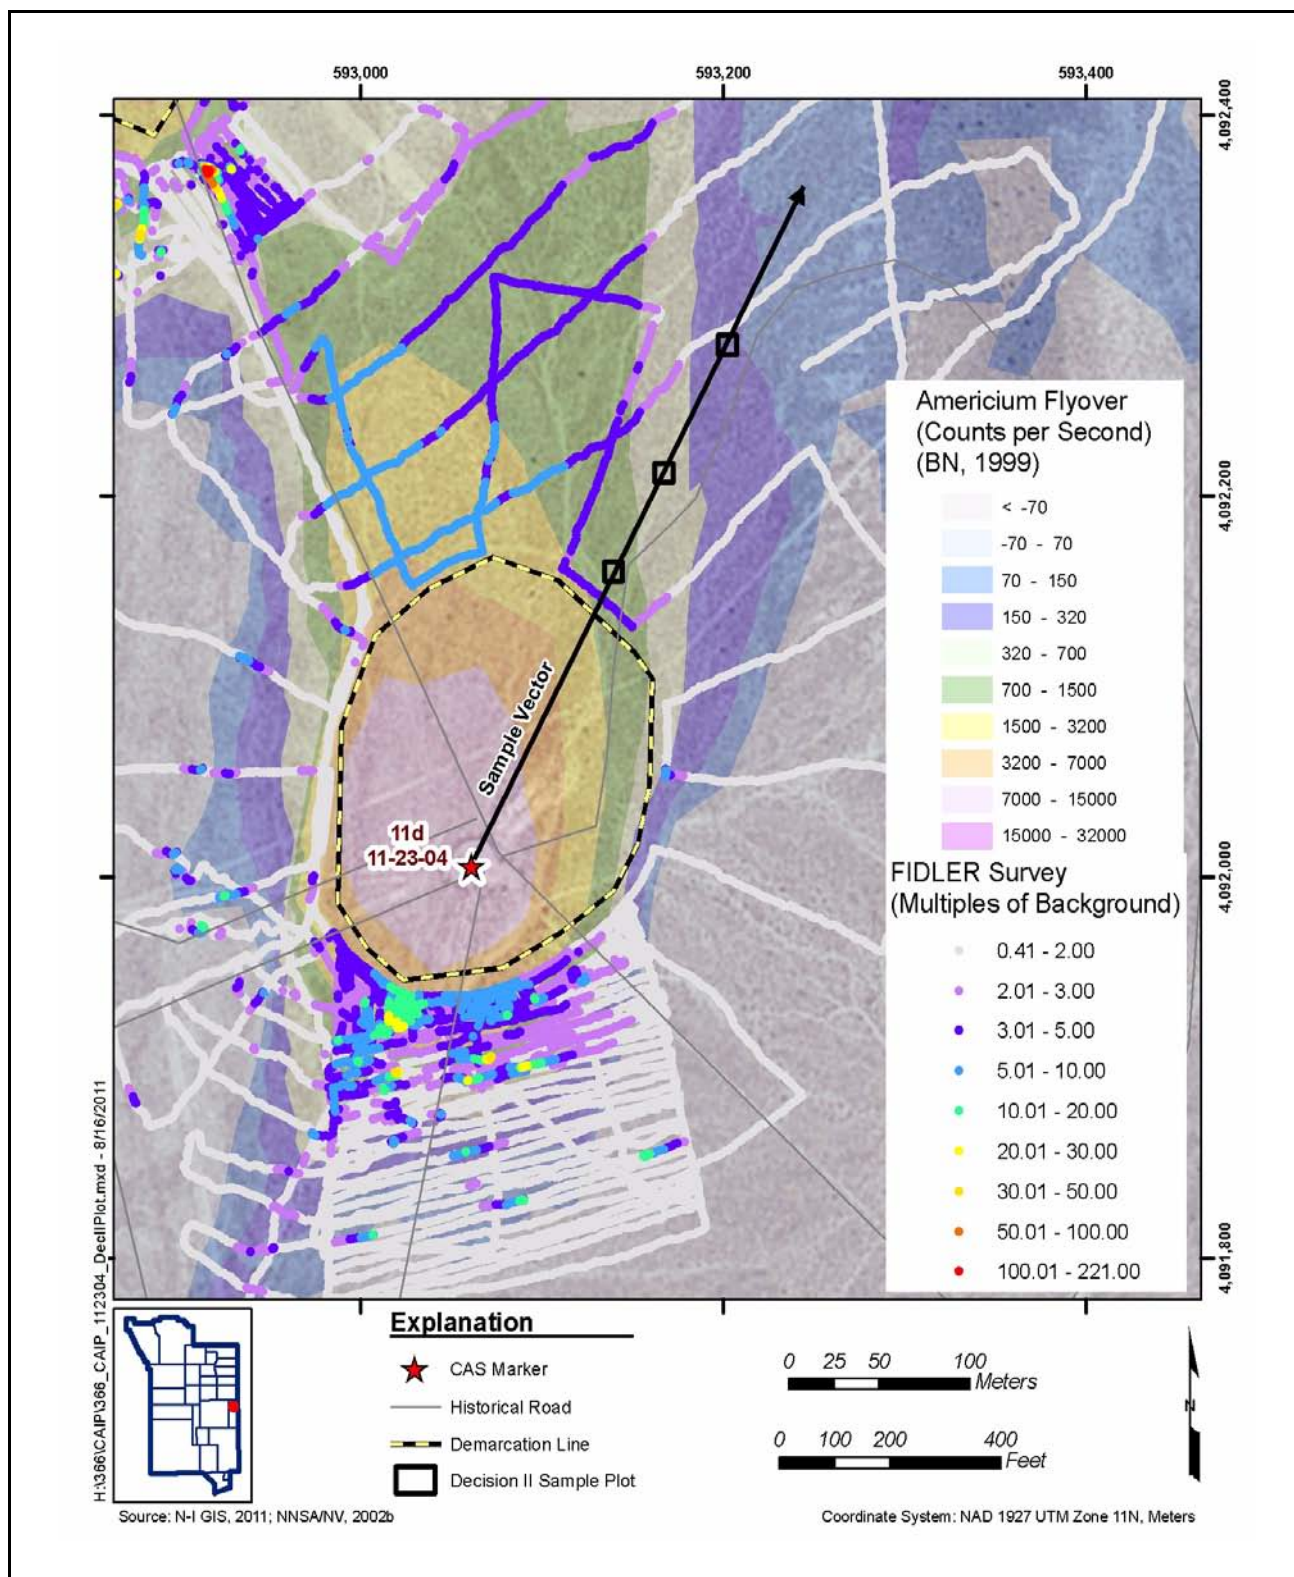 593,000
593,200
593,400
4,092,400
4,092,200
4,092,000
4,091,800
Sample Vector
11d
11-23-04
Americium Flyover
(Counts per Second)
(BN, 1999)
< -70
-70 - 70
70 - 150
150 - 320
320 - 700
700 - 1500
1500 - 3200
3200 - 7000
7000 - 15000
15000 - 32000
FIDLER Survey
(Multiples of Background)
0.41 - 2.00
2.01 - 3.00
3.01 - 5.00
5.01 - 10.00
10.01 - 20.00
20.01 - 30.00
30.01 - 50.00
50.01 - 100.00
100.01 - 221.00
H:\366\CAIP\366_CAIP_112304_DecIIPlot.mxd - 8/16/2011
Explanation
CAS Marker
Historical Road
Demarcation Line
Decision II Sample Plot
0 25 50 100
Meters
0 100 200 400
Feet
N
Source: N-I GIS, 2011; NNSA/NV, 2002b
Coordinate System: NAD 1927 UTM Zone 11N, Meters